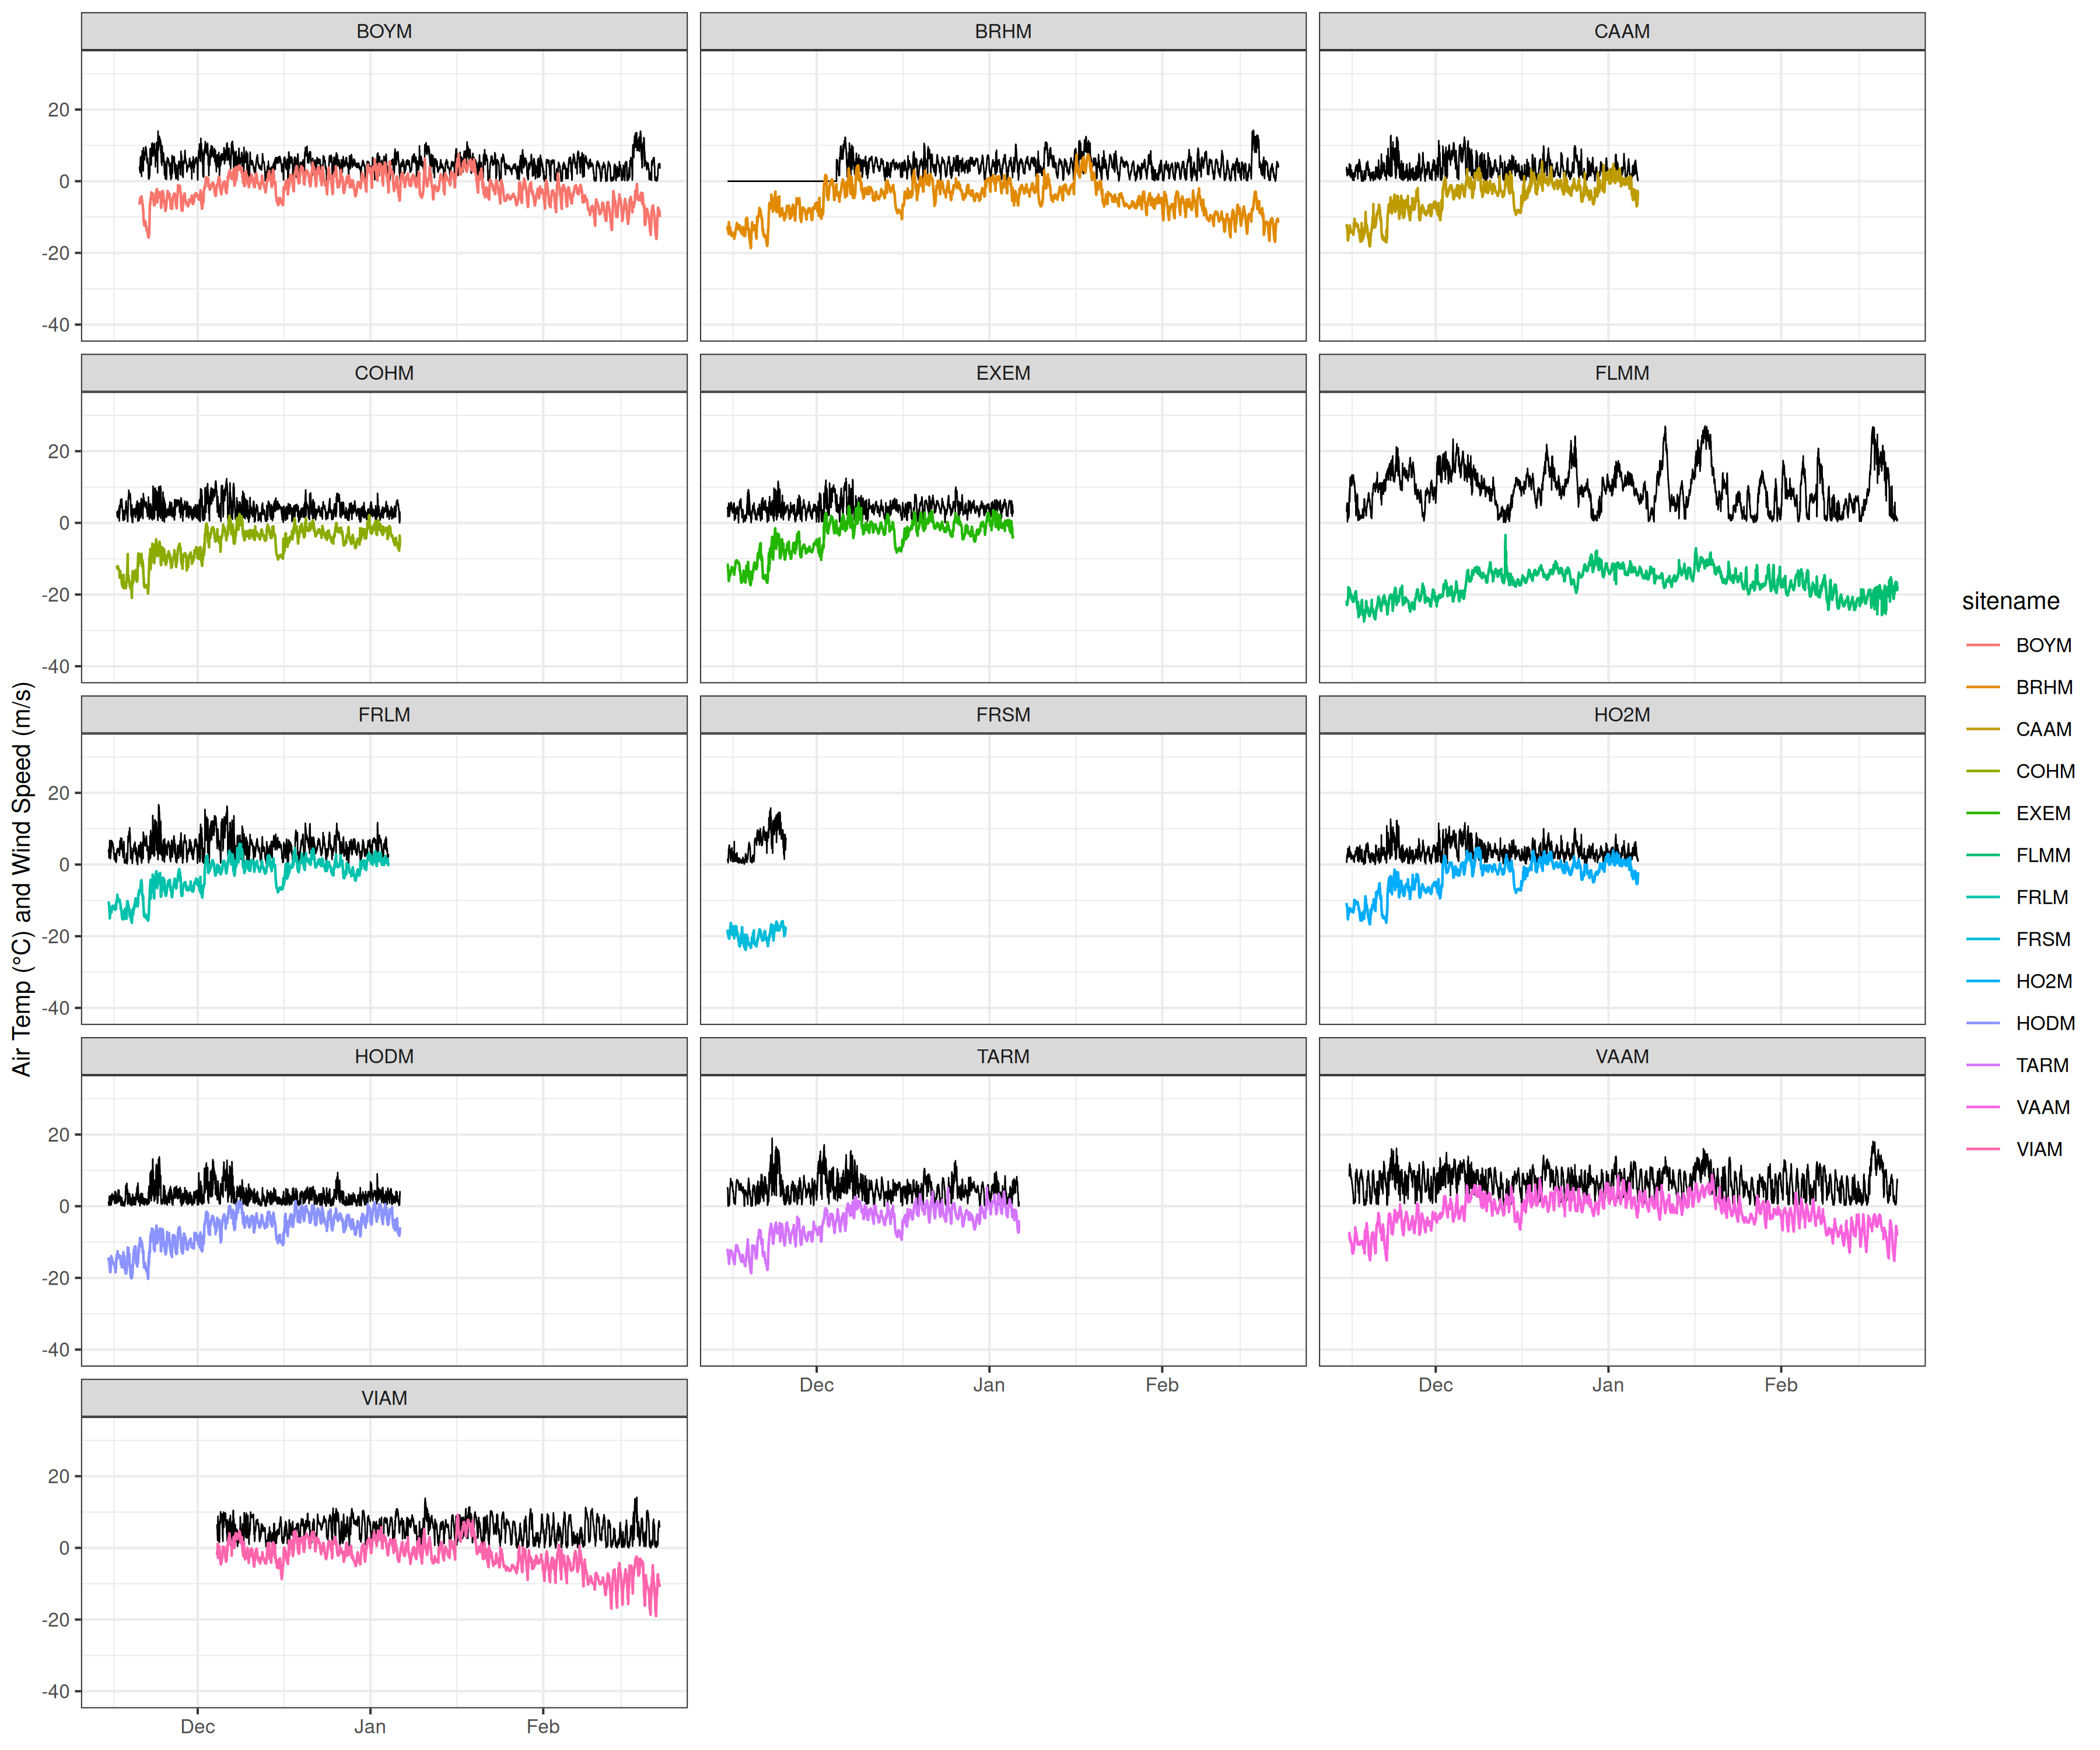 BOYM BRHM CAAM
20
0
-20
-40
COHM EXEM FLMM
20
0
-20
-40
FRLM FRSM HO2M
20
0
-20
-40
HODM TARM VAAM
20
0
-20
-40
Dec Jan Feb Dec Jan Feb
VIAM
20
0
-20
-40
Dec Jan Feb
Air Temp (°C) and Wind Speed (m/s)
sitename
BOYM
BRHM
CAAM
COHM
EXEM
FLMM
FRLM
FRSM
HO2M
HODM
TARM
VAAM
VIAM